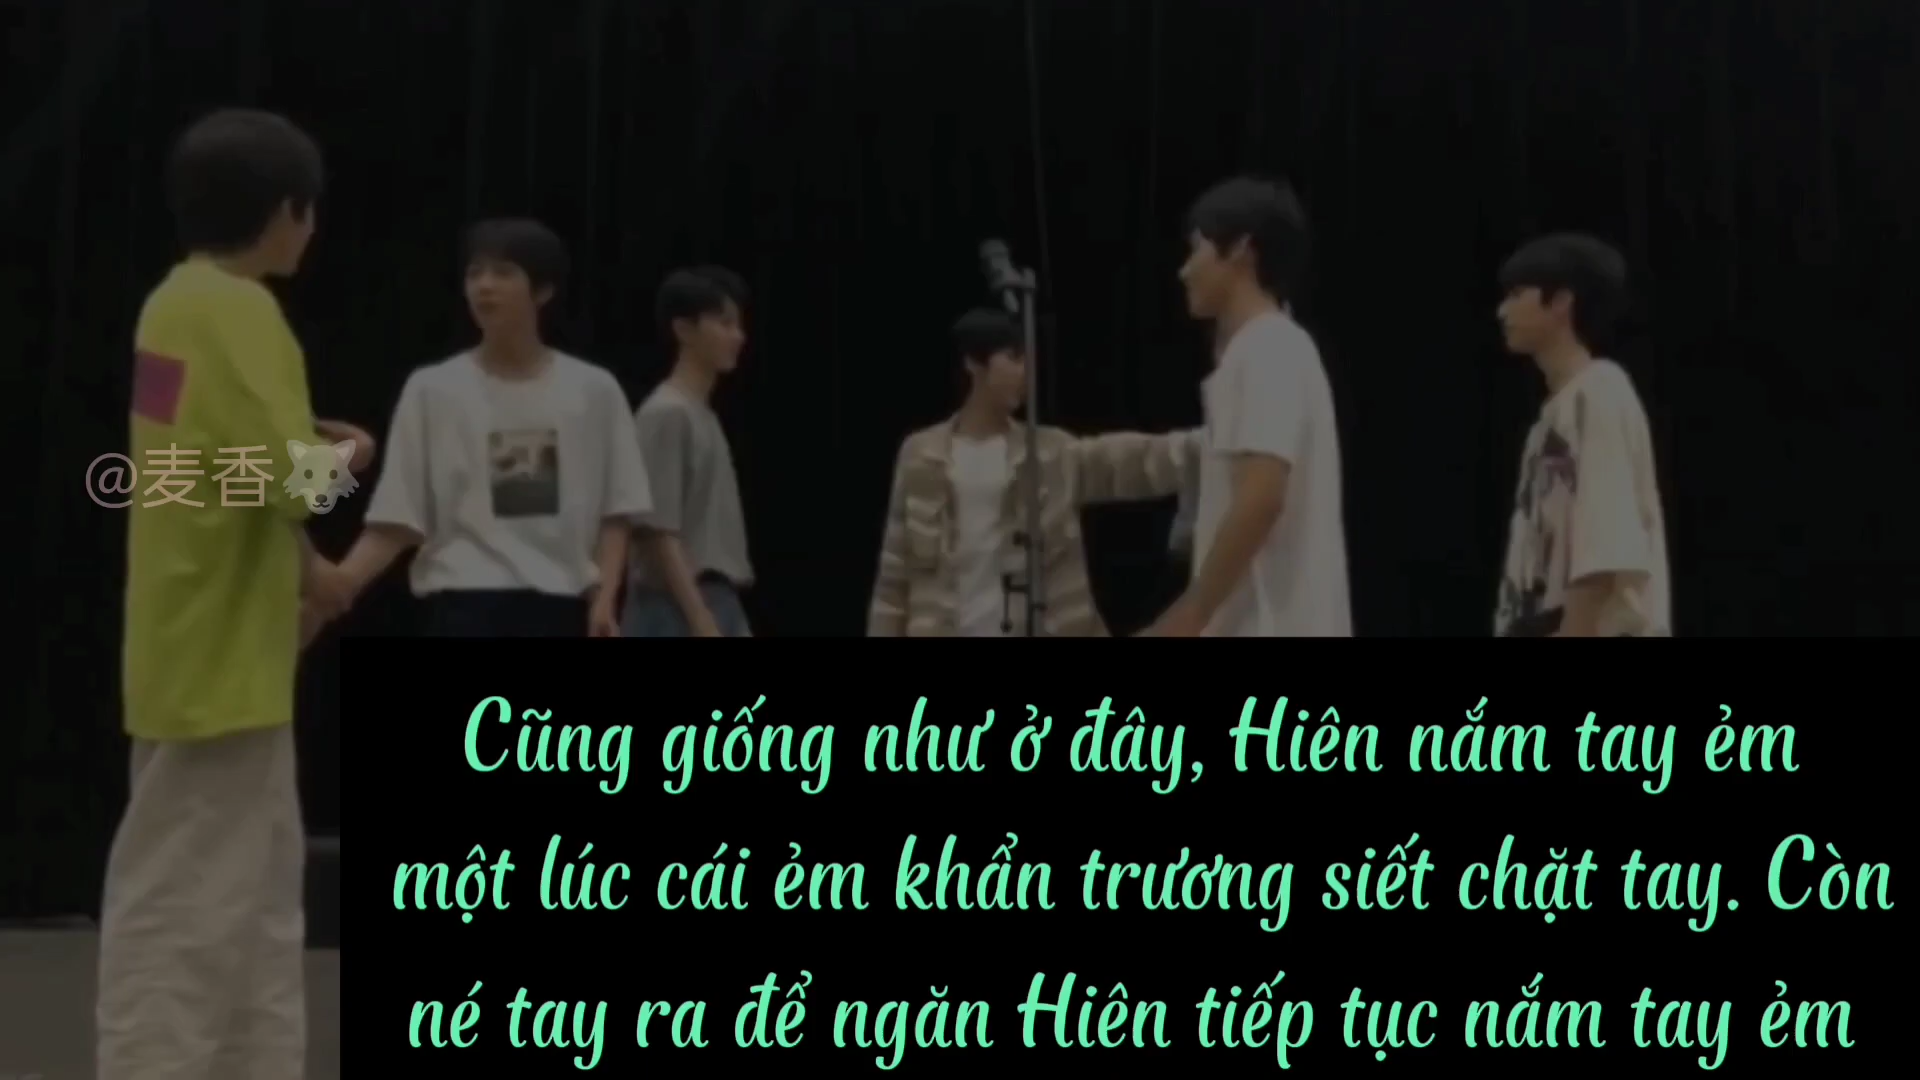 @麦香
Cũng giống như ở đây, Hiên nắm tay ẻm
một lúc cái ẻm khẩn trương siết chặt tay. Còn
né tay ra để ngăn Hiên tiếp tục nắm tay ẻm